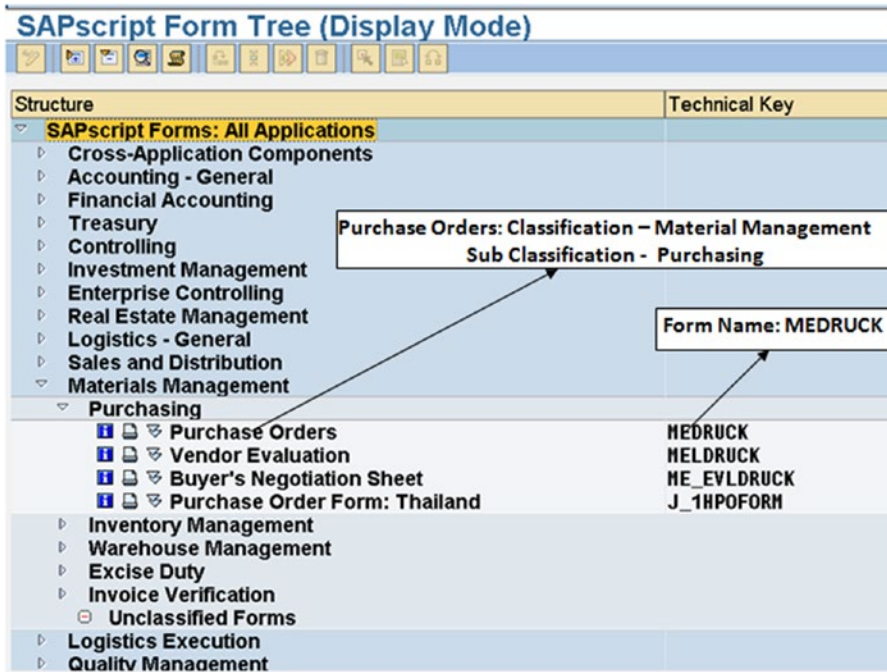 SAPscript Form Tree (Display Mode)
Structure Technical Key
SAPscript Forms: All Applications
Cross-Application Components
Accounting - General
Financial Accounting
Treasury
Controlling
Investment Management
Enterprise Controlling
Real Estate Management
Logistics - General
Sales and Distribution
Materials Management
Purchasing
Purchase Orders MEDRUCK
Vendor Evaluation MELDRUCK
Buyer's Negotiation Sheet ME_EVLDRUCK
Purchase Order Form: Thailand J_1HPOFORM
Inventory Management
Warehouse Management
Excise Duty
Invoice Verification
Unclassified Forms
Logistics Execution
Quality Management
Purchase Orders: Classification – Material Management
Sub Classification - Purchasing
Form Name: MEDRUCK